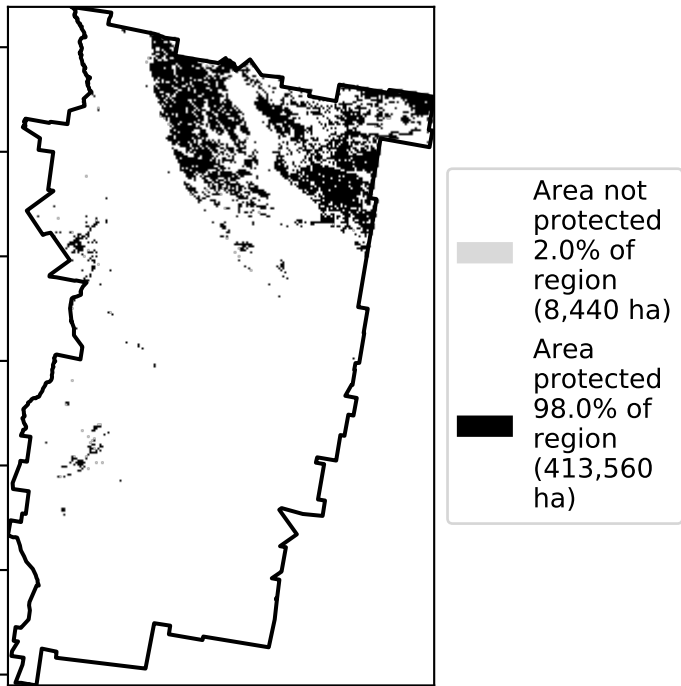 Area not
protected
2.0% of
region
(8,440 ha)
Area
protected
98.0% of
region
(413,560
ha)